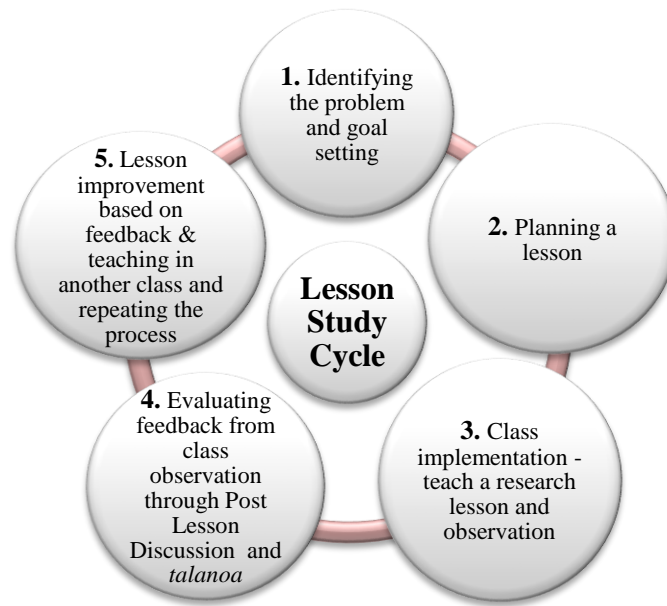 1. Identifying
the problem
and goal
setting
2. Planning a
lesson
3. Class
implementation -
teach a research
lesson and
observation
4. Evaluating
feedback from
class
observation
through Post
Lesson
Discussion and
talanoa
5. Lesson
improvement
based on
feedback &
teaching in
another class and
repeating the
process
Lesson
Study
Cycle